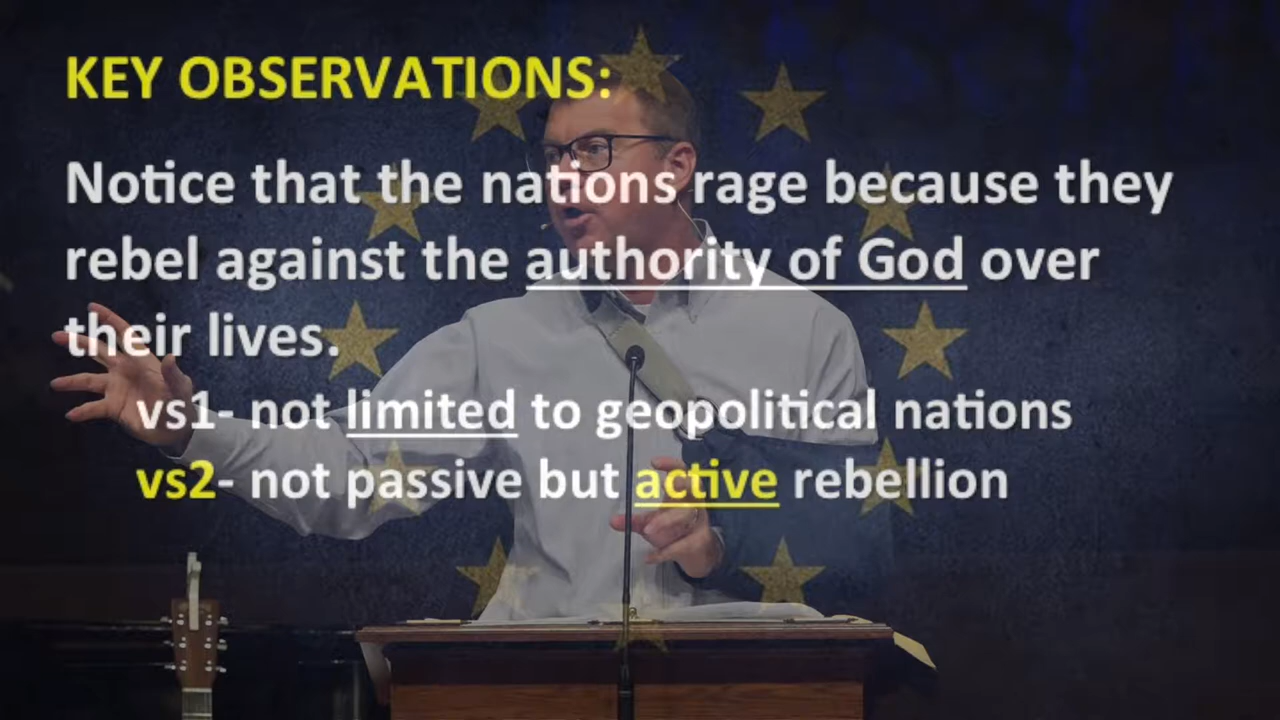 KEY OBSERVATIONS:
Notice that the nations rage because they
rebel against the authority of God over
their lives.
vs1- not limited to geopolitical nations
vs2- not passive but active rebellion